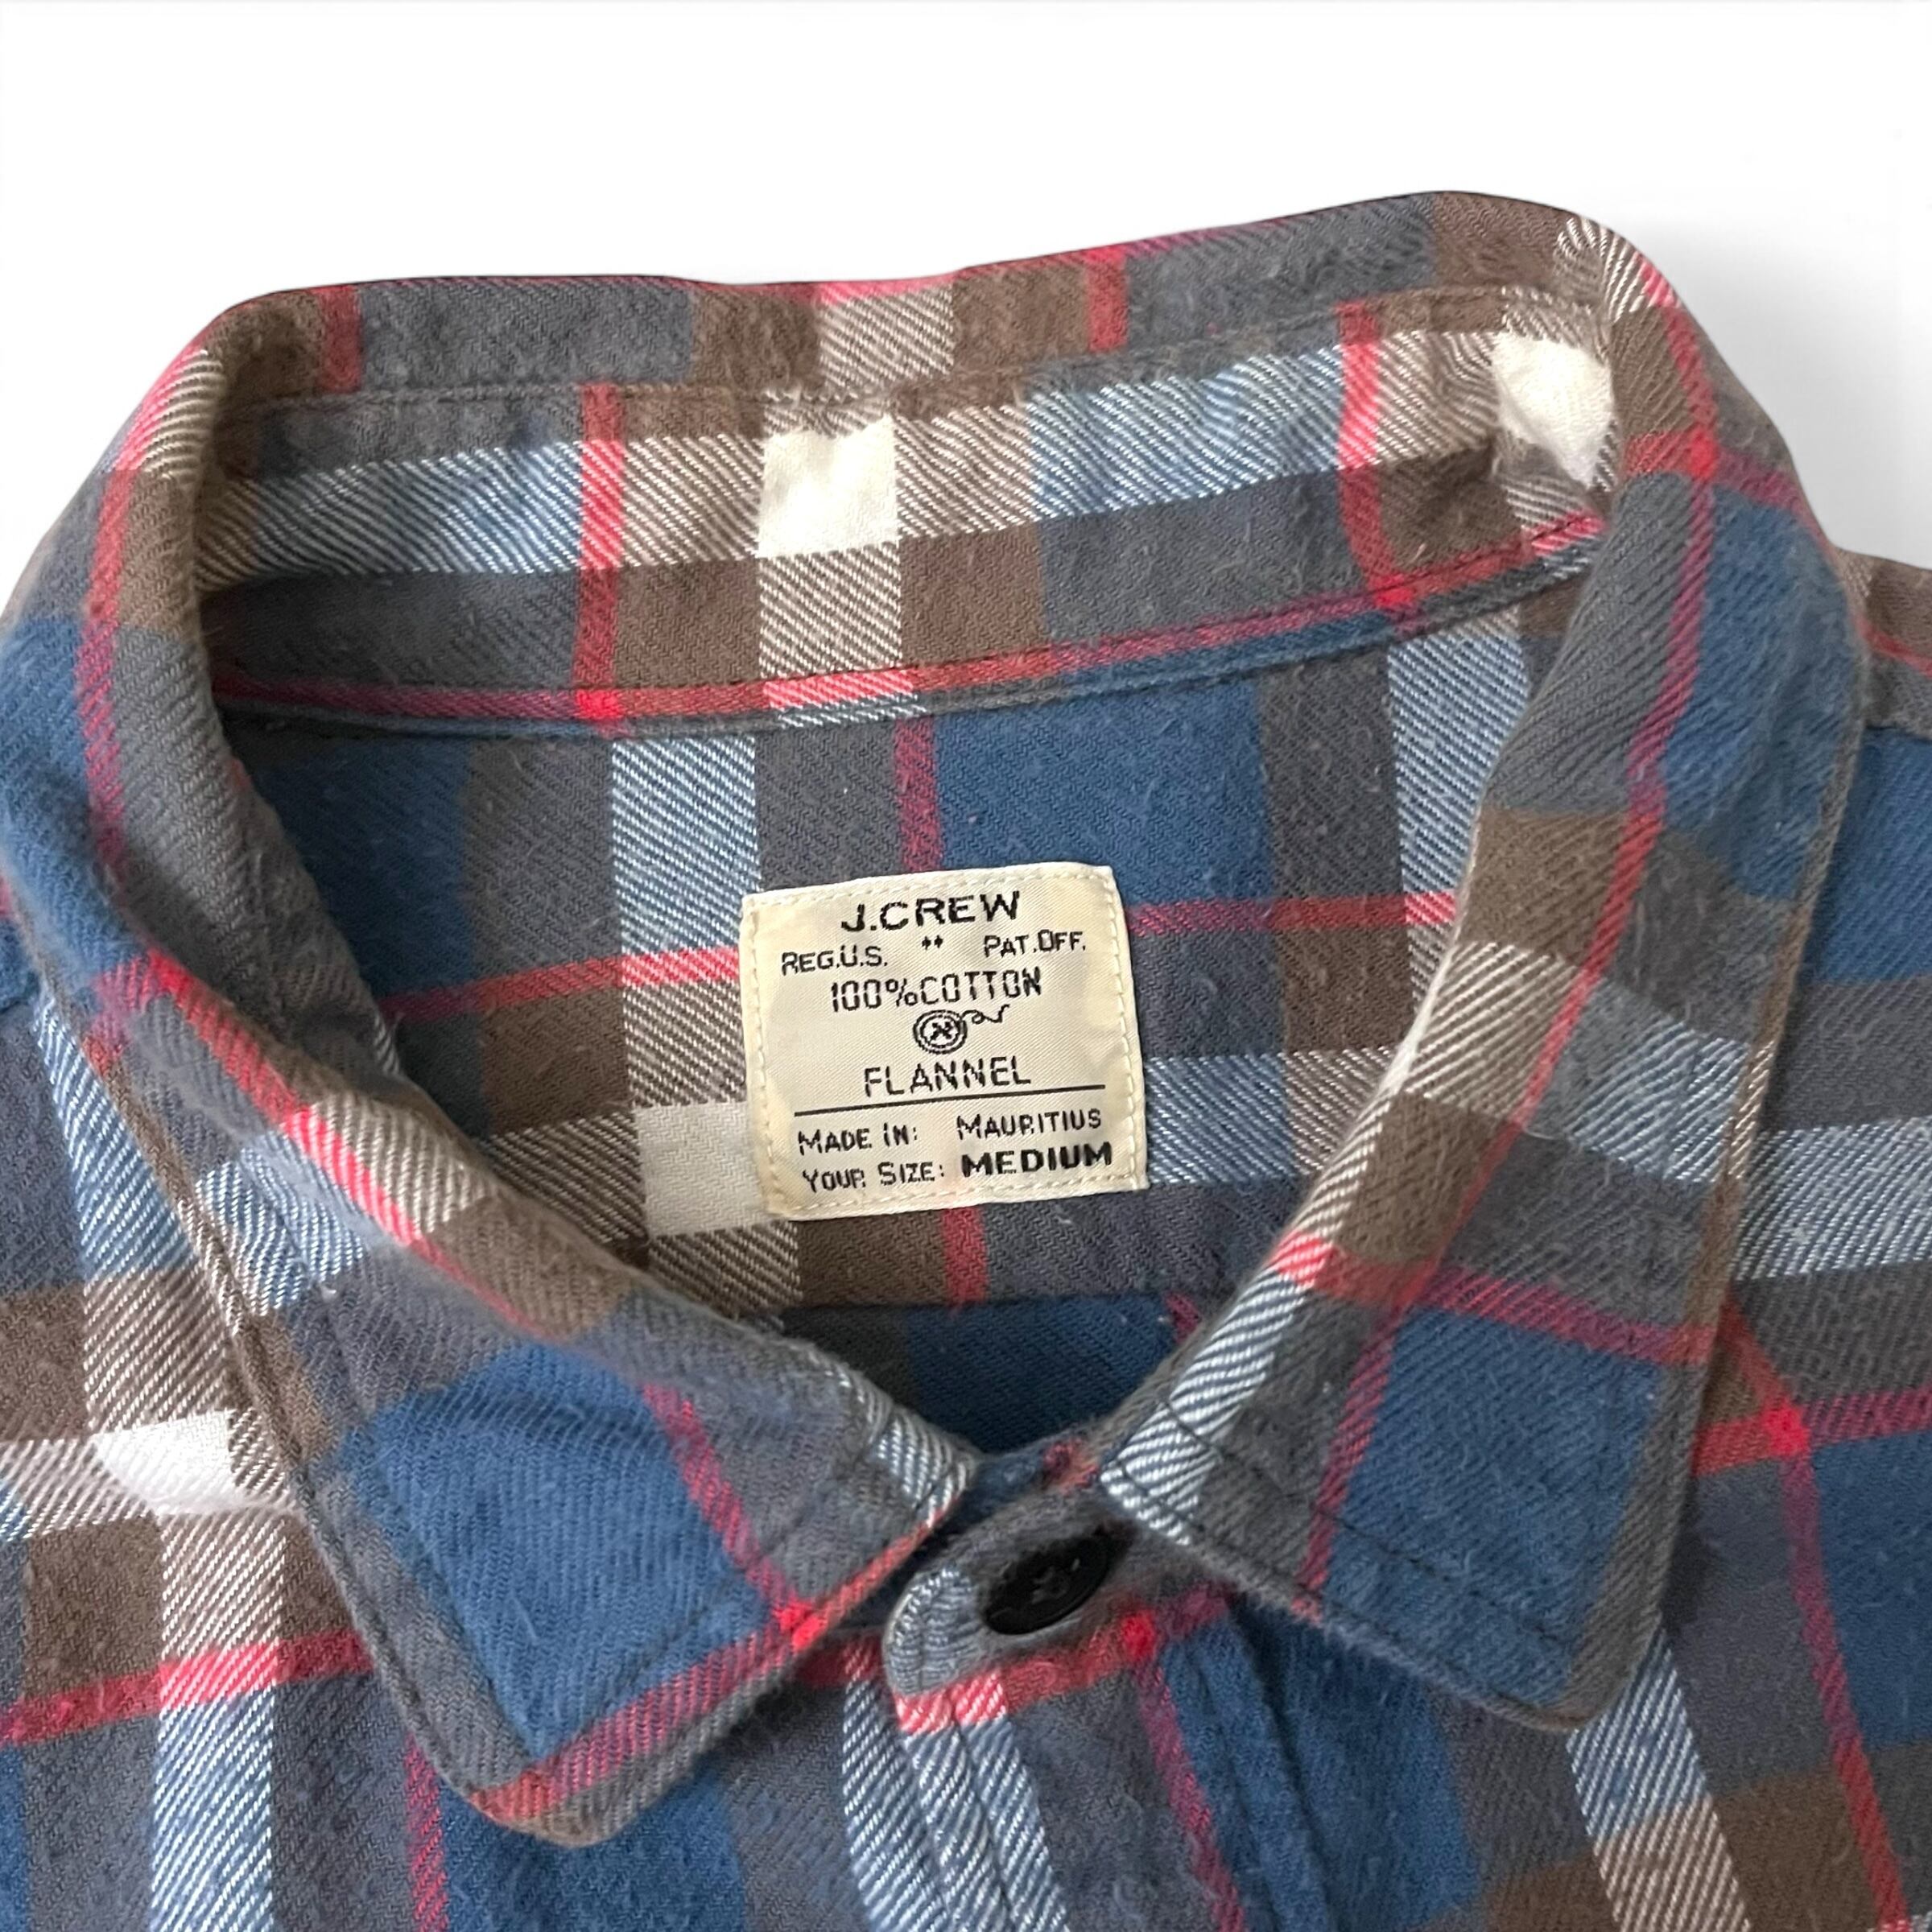 J.CREW
REG.U.S. " PAT.OFF.
100%COTTON
FLANNEL
MADE IN: MAURITIUS
YOUR SIZE: MEDIUM